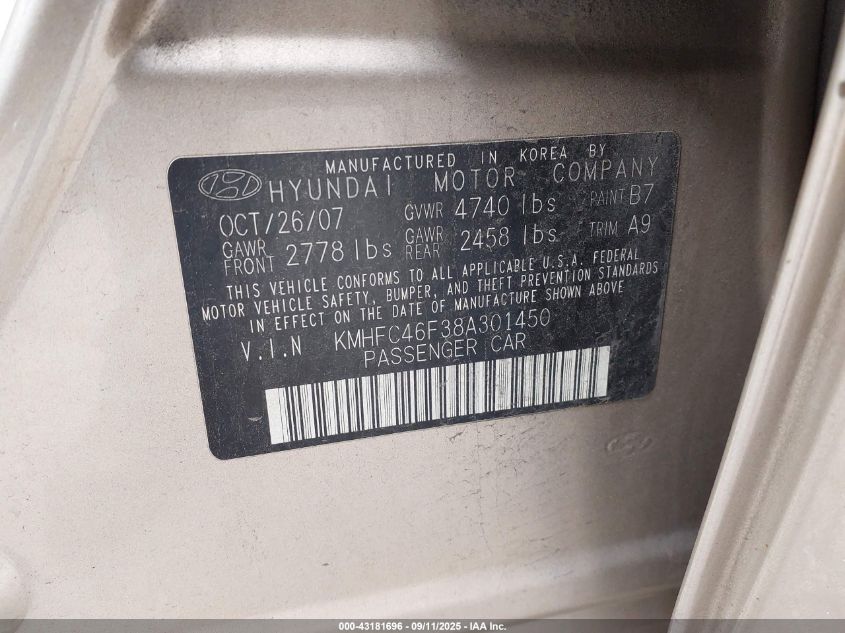 MANUFACTURED IN KOREA BY
HYUNDAI MOTOR COMPANY
OCT/26/07 GVWR 4740 lbs PAINT B7
GAWR FRONT 2778 lbs GAWR REAR 2458 lbs TRIM A9
THIS VEHICLE CONFORMS TO ALL APPLICABLE U.S.A. FEDERAL
MOTOR VEHICLE SAFETY, BUMPER, AND THEFT PREVENTION STANDARDS
IN EFFECT ON THE DATE OF MANUFACTURE SHOWN ABOVE
V.I.N KMHFC46F38A301450
PASSENGER CAR
000-43181696 - 09/11/2025 - IAA Inc.